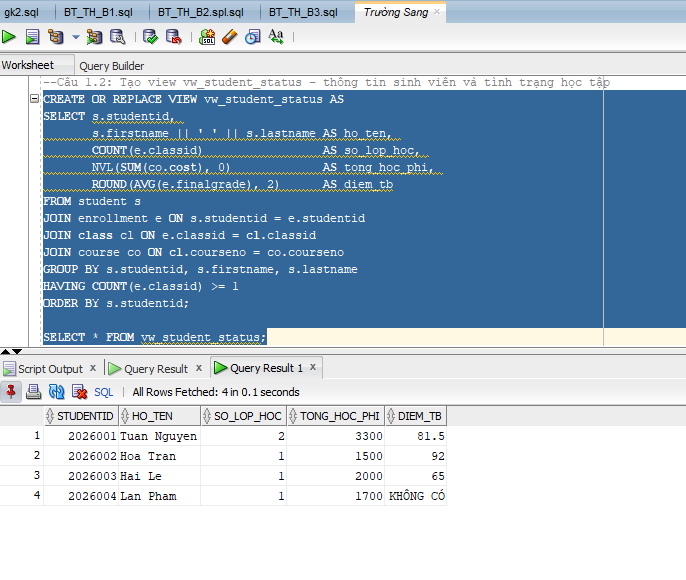 gk2.sql BT_TH_B1.sql BT_TH_B2.spl.sql BT_TH_B3.sql Trường Sang
SQL Aa
Worksheet Query Builder
--Câu 1.2: Tạo view vw_student_status - thông tin sinh viên và tình trạng học tập
CREATE OR REPLACE VIEW vw_student_status AS
SELECT s.studentid,
s.firstname || ' ' || s.lastname AS ho_ten,
COUNT(e.classid) AS so_lop_hoc,
NVL(SUM(co.cost), 0) AS tong_hoc_phi,
ROUND(AVG(e.finalgrade), 2) AS diem_tb
FROM student s
JOIN enrollment e ON s.studentid = e.studentid
JOIN class cl ON e.classid = cl.classid
JOIN course co ON cl.courseno = co.courseno
GROUP BY s.studentid, s.firstname, s.lastname
HAVING COUNT(e.classid) >= 1
ORDER BY s.studentid;
SELECT * FROM vw_student_status;
Script Output x Query Result x Query Result 1 x
SQL | All Rows Fetched: 4 in 0.1 seconds
STUDENTID HO_TEN SO_LOP_HOC TONG_HOC_PHI DIEM_TB
1 2026001 Tuan Nguyen 2 3300 81.5
2 2026002 Hoa Tran 1 1500 92
3 2026003 Hai Le 1 2000 65
4 2026004 Lan Pham 1 1700 KHÔNG CÓ